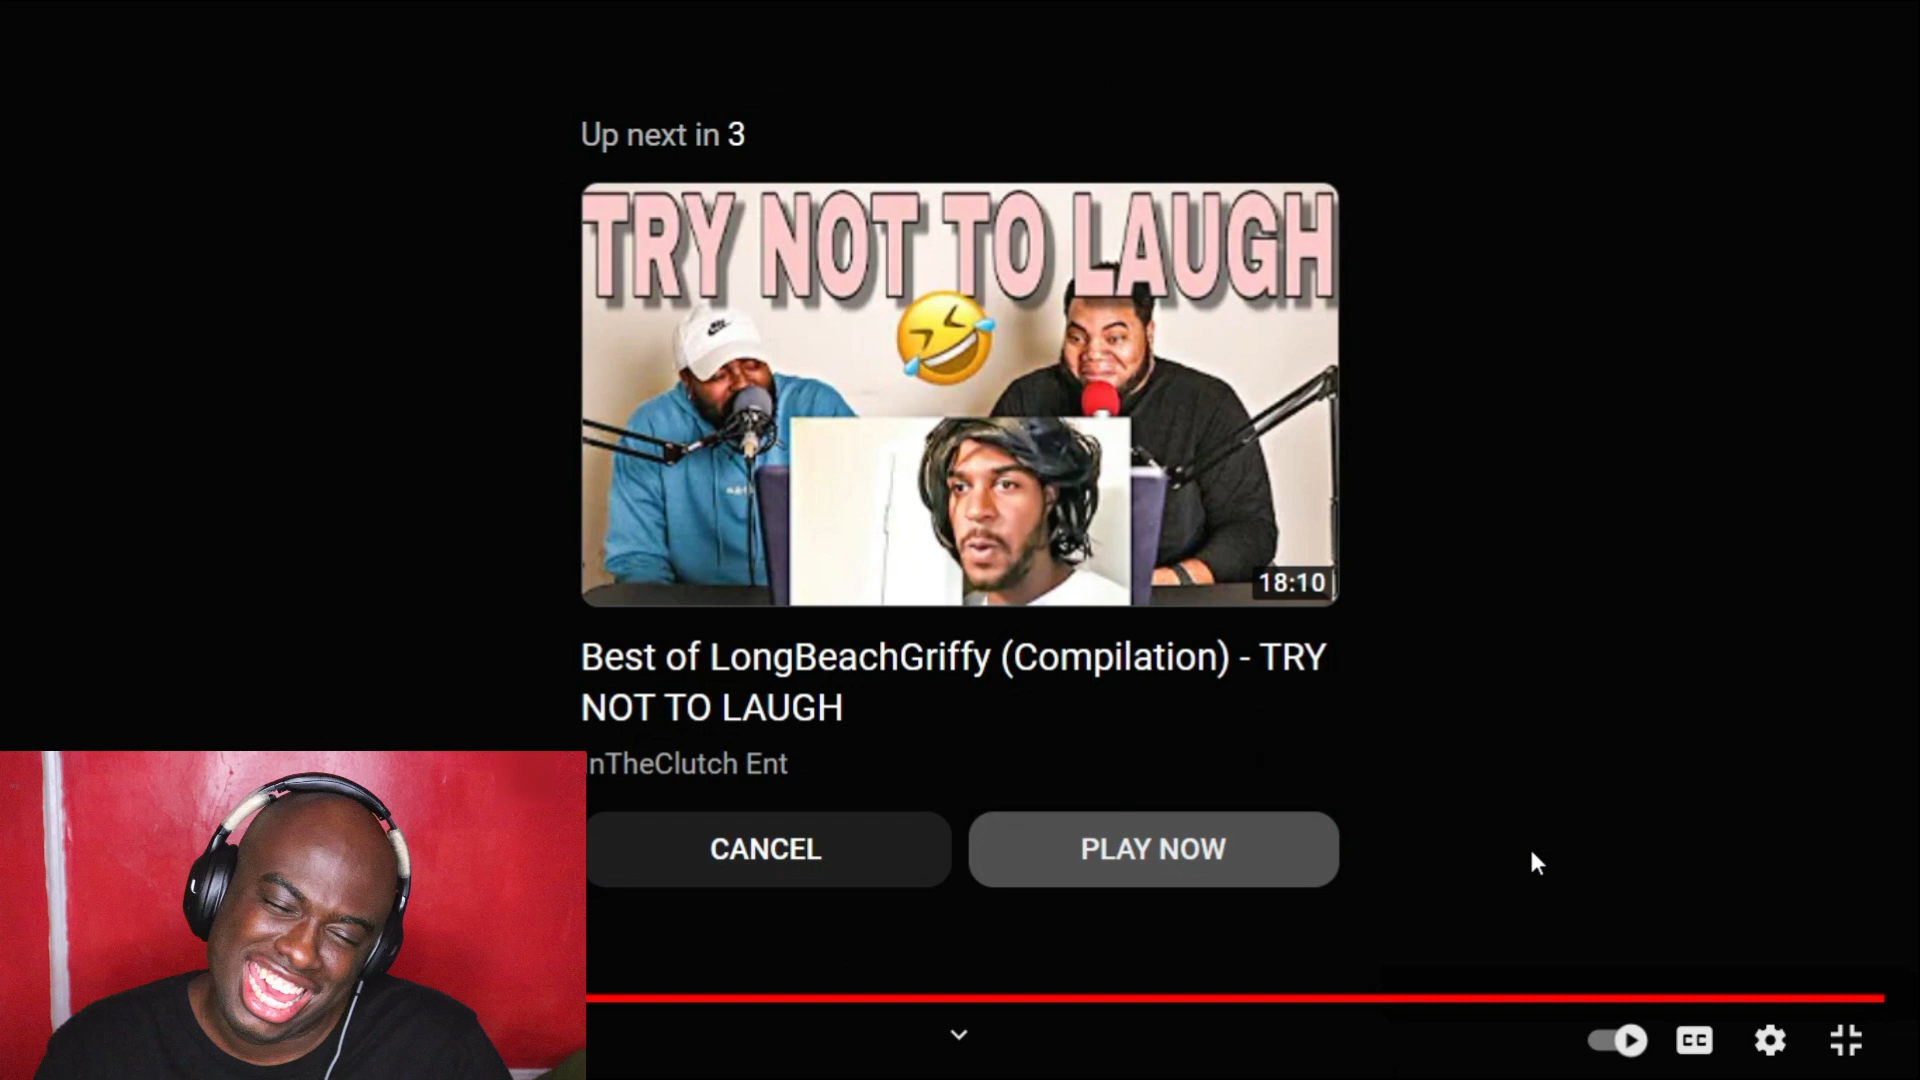 Up next in 3
TRY NOT TO LAUGH
18:10
Best of LongBeachGriffy (Compilation) - TRY
NOT TO LAUGH
nTheClutch Ent
CANCEL
PLAY NOW
CC